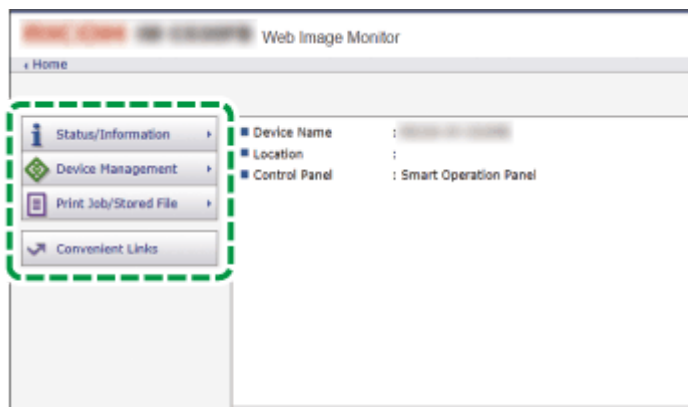 Web Image Monitor
Home
Status/Information
Device Management
Print Job/Stored File
Convenient Links
Device Name :
Location :
Control Panel : Smart Operation Panel